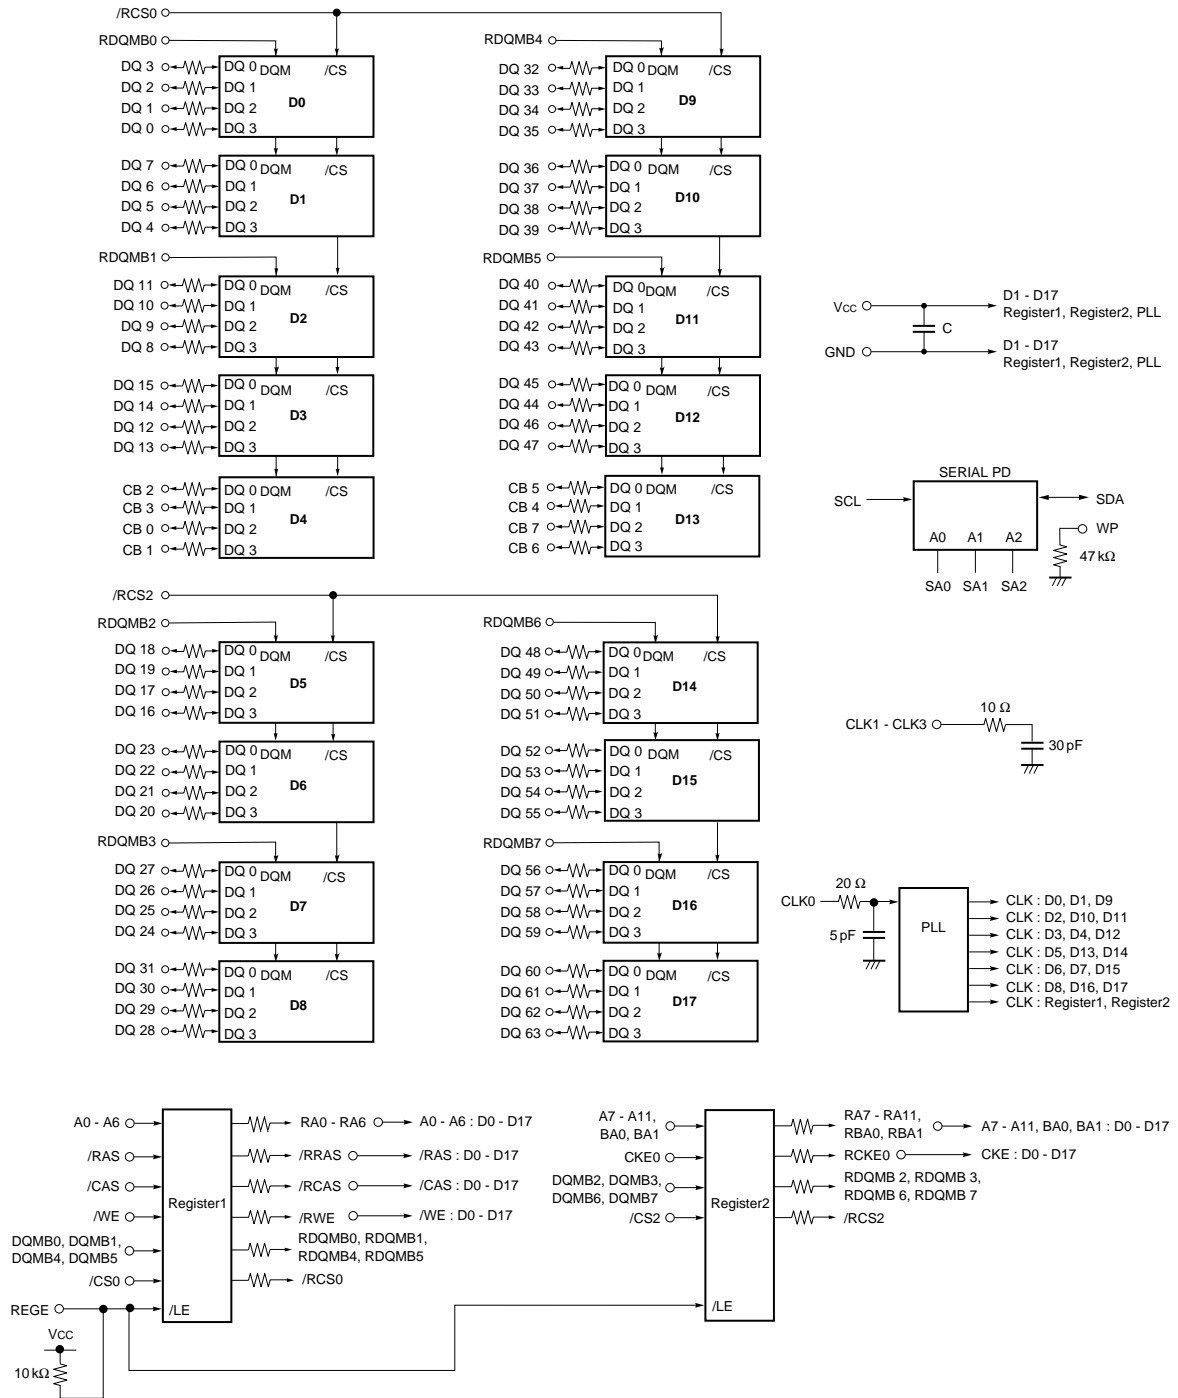 /RCS0
RDQMB0
DQ 3 DQ 0 DQM /CS
DQ 2 DQ 1
D0
DQ 1 DQ 2
DQ 0 DQ 3
DQ 7 DQ 0 DQM /CS
DQ 6 DQ 1
D1
DQ 5 DQ 2
DQ 4 DQ 3
RDQMB1
DQ 11 DQ 0 DQM /CS
DQ 10 DQ 1
D2
DQ 9 DQ 2
DQ 8 DQ 3
DQ 15 DQ 0 DQM /CS
DQ 14 DQ 1
D3
DQ 12 DQ 2
DQ 13 DQ 3
CB 2 DQ 0 DQM /CS
CB 3 DQ 1
D4
CB 0 DQ 2
CB 1 DQ 3
RDQMB4
DQ 32 DQ 0 DQM /CS
DQ 33 DQ 1
D9
DQ 34 DQ 2
DQ 35 DQ 3
DQ 36 DQ 0 DQM /CS
DQ 37 DQ 1
D10
DQ 38 DQ 2
DQ 39 DQ 3
RDQMB5
DQ 40 DQ 0 DQM /CS
DQ 41 DQ 1
D11
DQ 42 DQ 2
DQ 43 DQ 3
DQ 45 DQ 0 DQM /CS
DQ 44 DQ 1
D12
DQ 46 DQ 2
DQ 47 DQ 3
CB 5 DQ 0 DQM /CS
CB 4 DQ 1
D13
CB 7 DQ 2
CB 6 DQ 3
/RCS2
RDQMB2
DQ 18 DQ 0 DQM /CS
DQ 19 DQ 1
D5
DQ 17 DQ 2
DQ 16 DQ 3
DQ 23 DQ 0 DQM /CS
DQ 22 DQ 1
D6
DQ 21 DQ 2
DQ 20 DQ 3
RDQMB3
DQ 27 DQ 0 DQM /CS
DQ 26 DQ 1
D7
DQ 25 DQ 2
DQ 24 DQ 3
DQ 31 DQ 0 DQM /CS
DQ 30 DQ 1
D8
DQ 29 DQ 2
DQ 28 DQ 3
RDQMB6
DQ 48 DQ 0 DQM /CS
DQ 49 DQ 1
D14
DQ 50 DQ 2
DQ 51 DQ 3
DQ 52 DQ 0 DQM /CS
DQ 53 DQ 1
D15
DQ 54 DQ 2
DQ 55 DQ 3
RDQMB7
DQ 56 DQ 0 DQM /CS
DQ 57 DQ 1
D16
DQ 58 DQ 2
DQ 59 DQ 3
DQ 60 DQ 0 DQM /CS
DQ 61 DQ 1
D17
DQ 62 DQ 2
DQ 63 DQ 3
VCC
D1 - D17
Register1, Register2, PLL
C
GND
D1 - D17
Register1, Register2, PLL
SERIAL PD
SCL
SDA
WP
A0 A1 A2
47 kΩ
SA0 SA1 SA2
10 Ω
CLK1 - CLK3
30 pF
20 Ω
CLK0
5 pF
PLL
CLK : D0, D1, D9
CLK : D2, D10, D11
CLK : D3, D4, D12
CLK : D5, D13, D14
CLK : D6, D7, D15
CLK : D8, D16, D17
CLK : Register1, Register2
A0 - A6 RA0 - RA6 A0 - A6 : D0 - D17
/RAS /RRAS /RAS : D0 - D17
/CAS /RCAS /CAS : D0 - D17
Register1
/WE /RWE /WE : D0 - D17
DQMB0, DQMB1, RDQMB0, RDQMB1,
DQMB4, DQMB5 RDQMB4, RDQMB5
/CS0 /RCS0
REGE /LE
VCC
10 kΩ
A7 - A11, RA7 - RA11,
BA0, BA1 RBA0, RBA1 A7 - A11, BA0, BA1 : D0 - D17
CKE0 RCKE0 CKE : D0 - D17
DQMB2, DQMB3, RDQMB 2, RDQMB 3,
DQMB6, DQMB7 RDQMB 6, RDQMB 7
Register2
/CS2 /RCS2
/LE